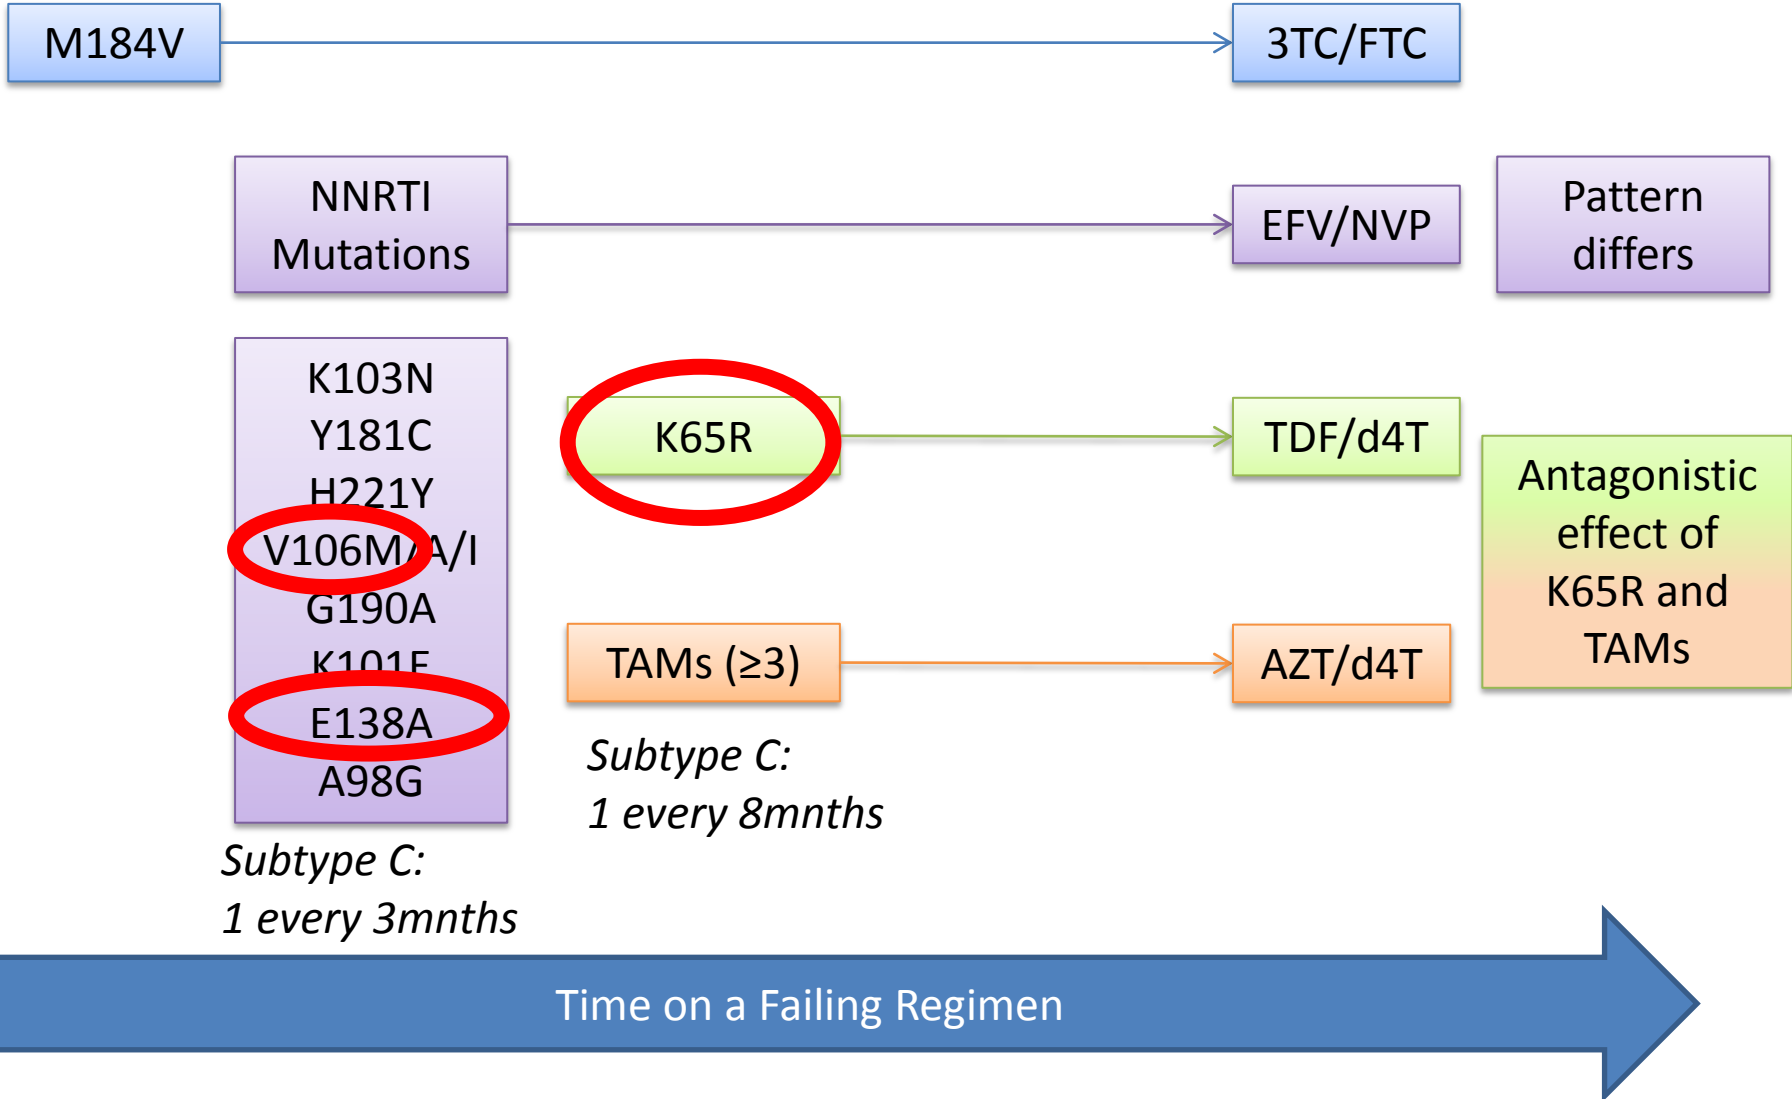 M184V
3TC/FTC
NNRTI
Mutations
EFV/NVP
Pattern
differs
K103N
Y181C
H221Y
V106M/A/I
G190A
K101E
E138A
A98G
K65R
TDF/d4T
Antagonistic
effect of
K65R and
TAMs
TAMs (≥3)
AZT/d4T
Subtype C:
1 every 8mnths
Subtype C:
1 every 3mnths
Time on a Failing Regimen